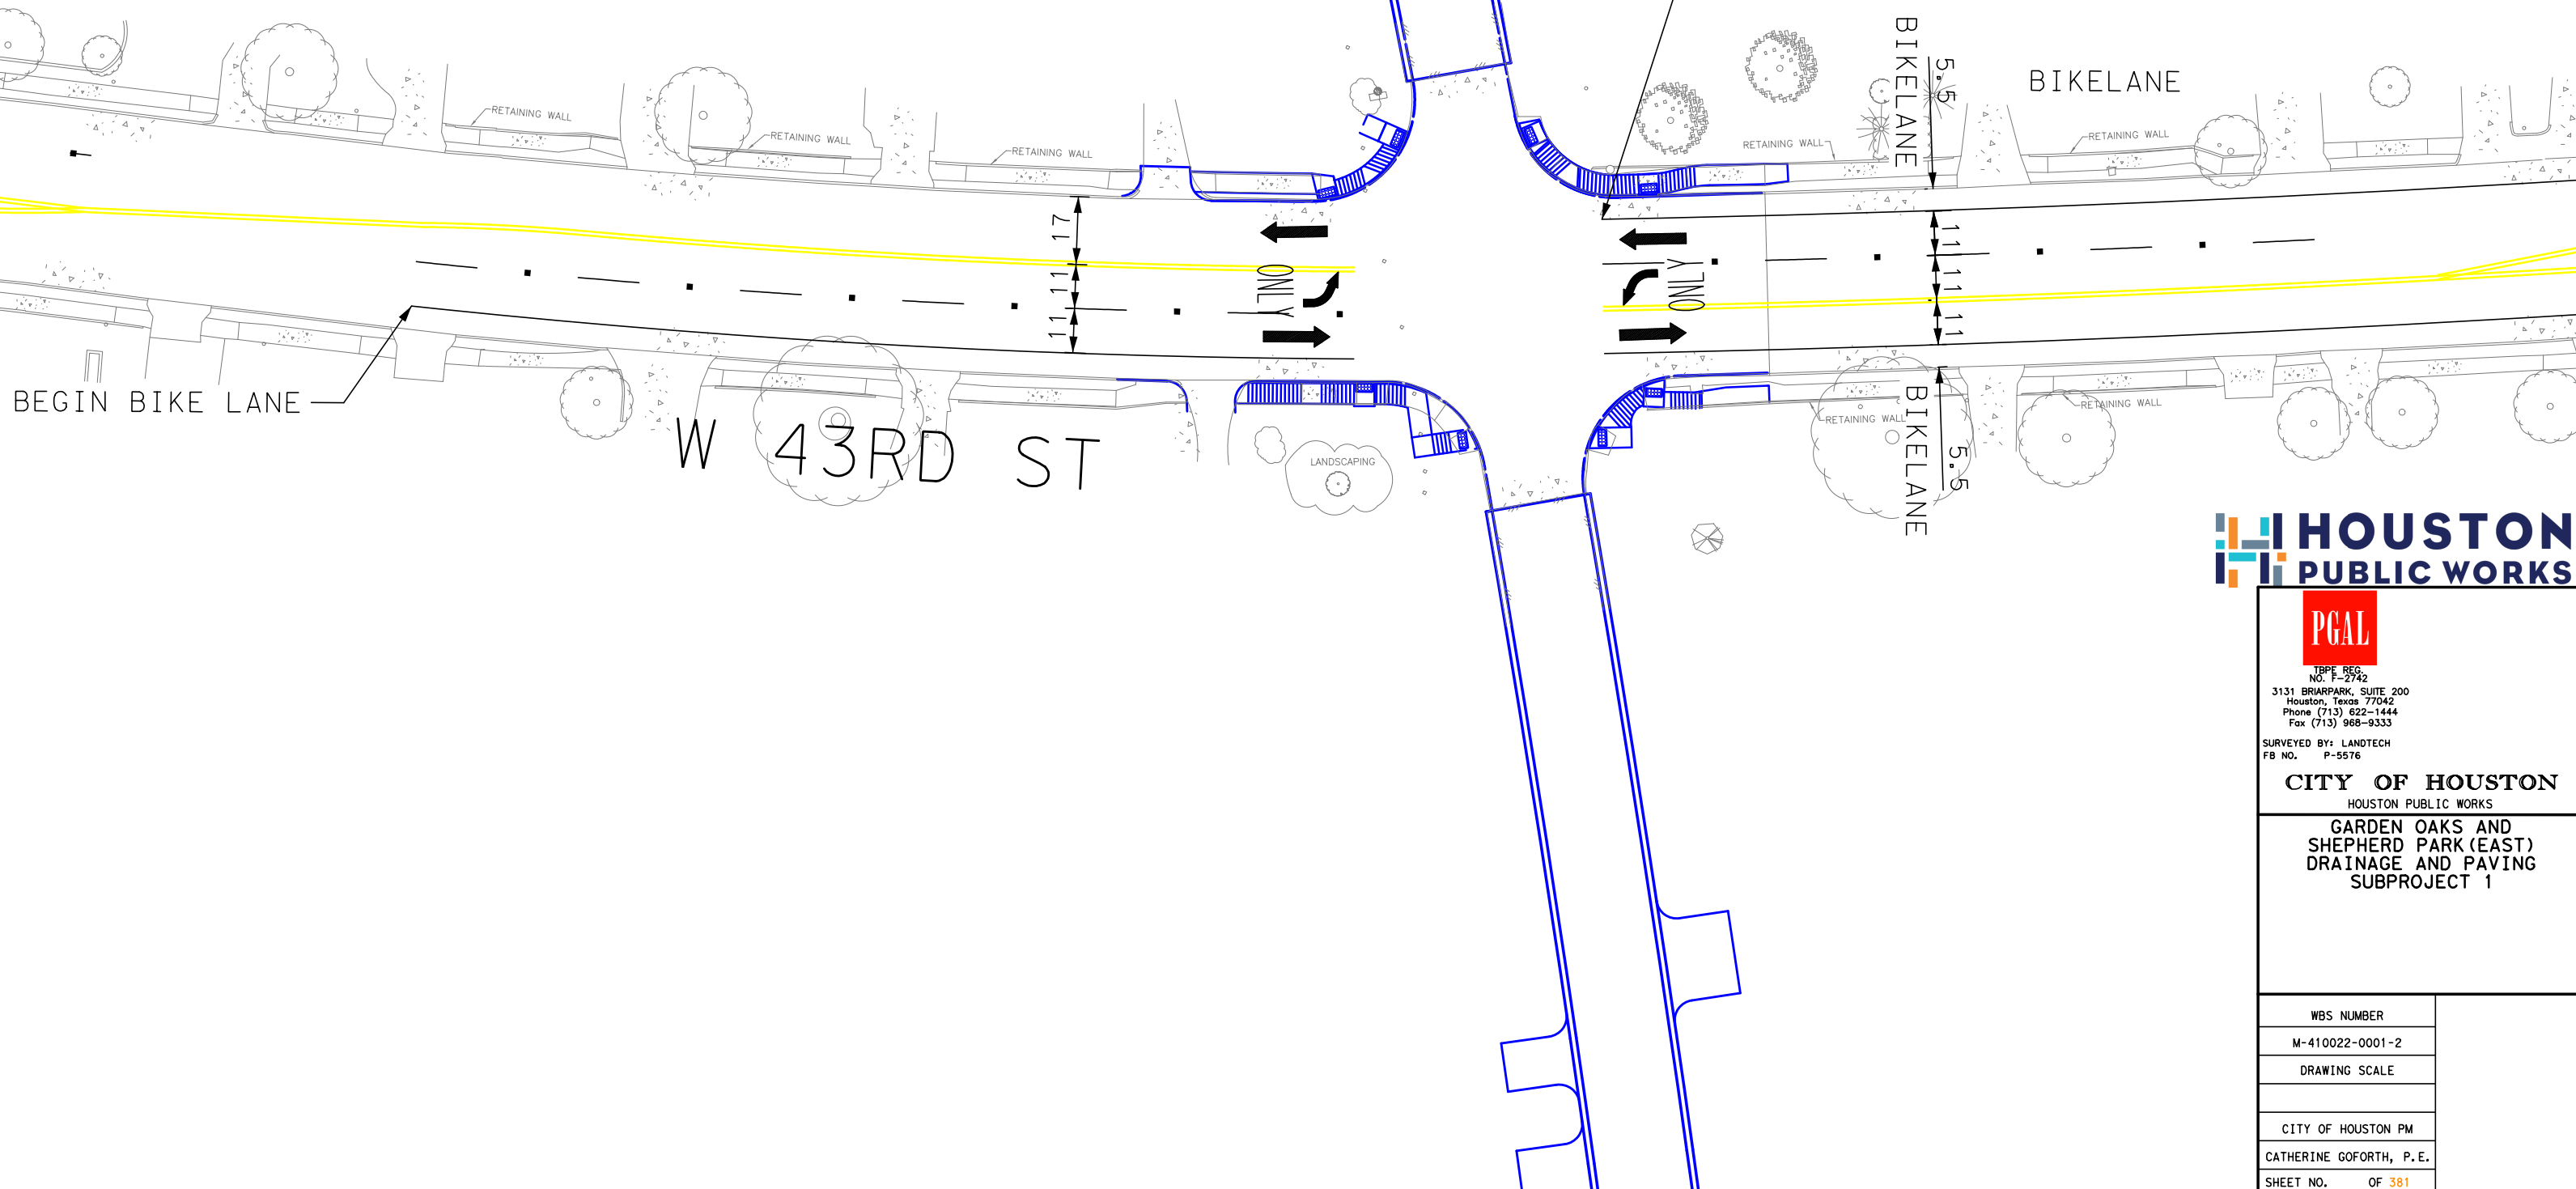 BIKELANE
5.5
BIKELANE
RETAINING WALL
RETAINING WALL
RETAINING WALL
RETAINING WALL
RETAINING WALL
17
11
11
ONLY
ONLY
11
11
11
BEGIN BIKE LANE
W 43RD ST
LANDSCAPING
RETAINING WALL
RETAINING WALL
BIKELANE
5.5
HOUSTON
PUBLIC WORKS
PGAL
TBPE REG.
NO. F-2742
3131 BRIARPARK, SUITE 200
Houston, Texas 77042
Phone (713) 622-1444
Fax (713) 968-9333
SURVEYED BY: LANDTECH
FB NO. P-5576
CITY OF HOUSTON
HOUSTON PUBLIC WORKS
GARDEN OAKS AND
SHEPHERD PARK (EAST)
DRAINAGE AND PAVING
SUBPROJECT 1
WBS NUMBER
M-410022-0001-2
DRAWING SCALE
CITY OF HOUSTON PM
CATHERINE GOFORTH, P.E.
SHEET NO. OF 381